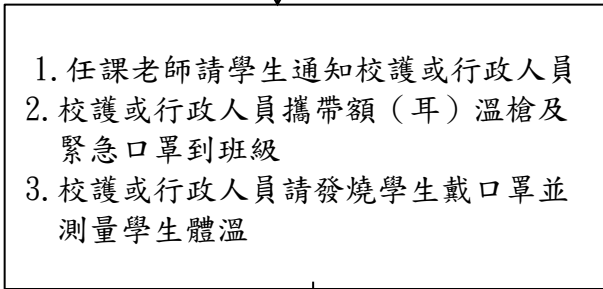 1.任課老師請學生通知校護或行政人員
2.校護或行政人員攜帶額（耳）溫槍及
緊急口罩到班級
3.校護或行政人員請發燒學生戴口罩並
測量學生體溫